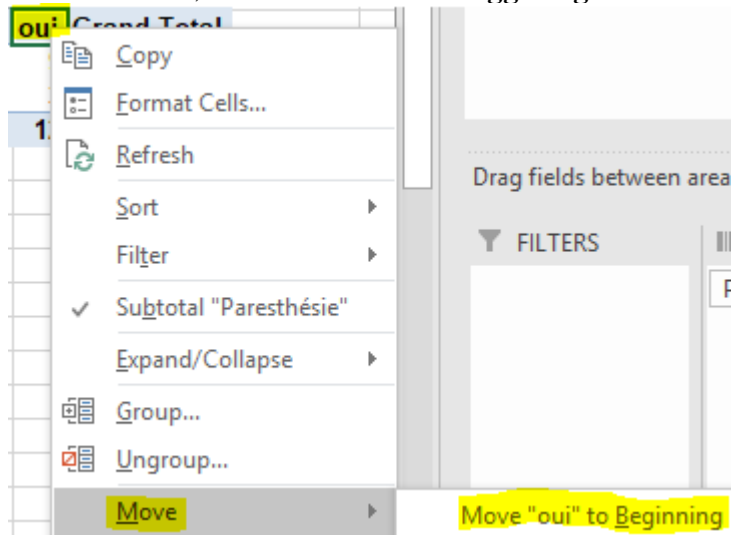 oui Grand Total
Copy
Format Cells...
1
Refresh
Sort
Filter
Subtotal "Paresthésie"
Expand/Collapse
Group...
Ungroup...
Move
Move "oui" to Beginning
Drag fields between area
FILTERS